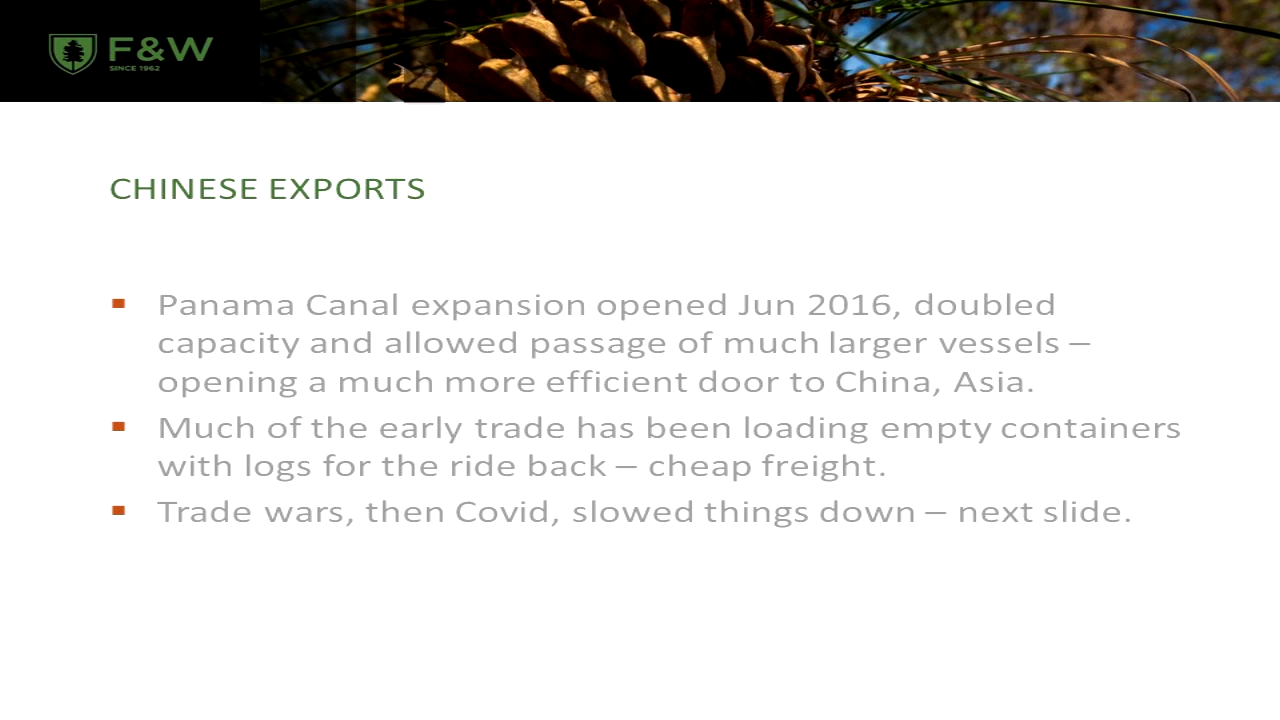 F&W
SINCE 1962
CHINESE EXPORTS
▪ Panama Canal expansion opened Jun 2016, doubled
capacity and allowed passage of much larger vessels –
opening a much more efficient door to China, Asia.
▪ Much of the early trade has been loading empty containers
with logs for the ride back – cheap freight.
▪ Trade wars, then Covid, slowed things down – next slide.